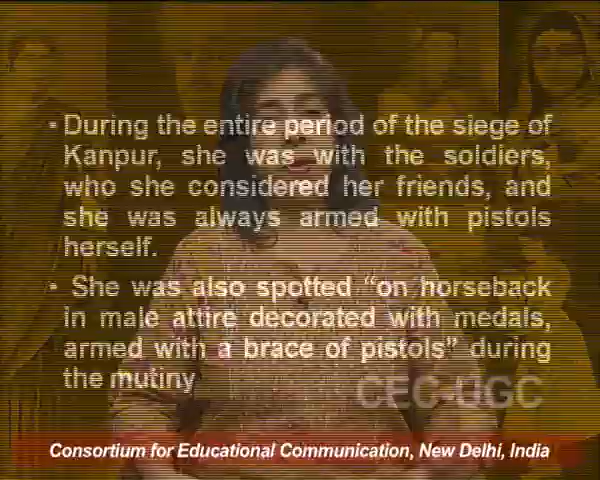 • During the entire period of the siege of
Kanpur, she was with the soldiers,
who she considered her friends, and
she was always armed with pistols
herself.
• She was also spotted “on horseback
in male attire decorated with medals,
armed with a brace of pistols” during
the mutiny
CEC-UGC
Consortium for Educational Communication, New Delhi, India